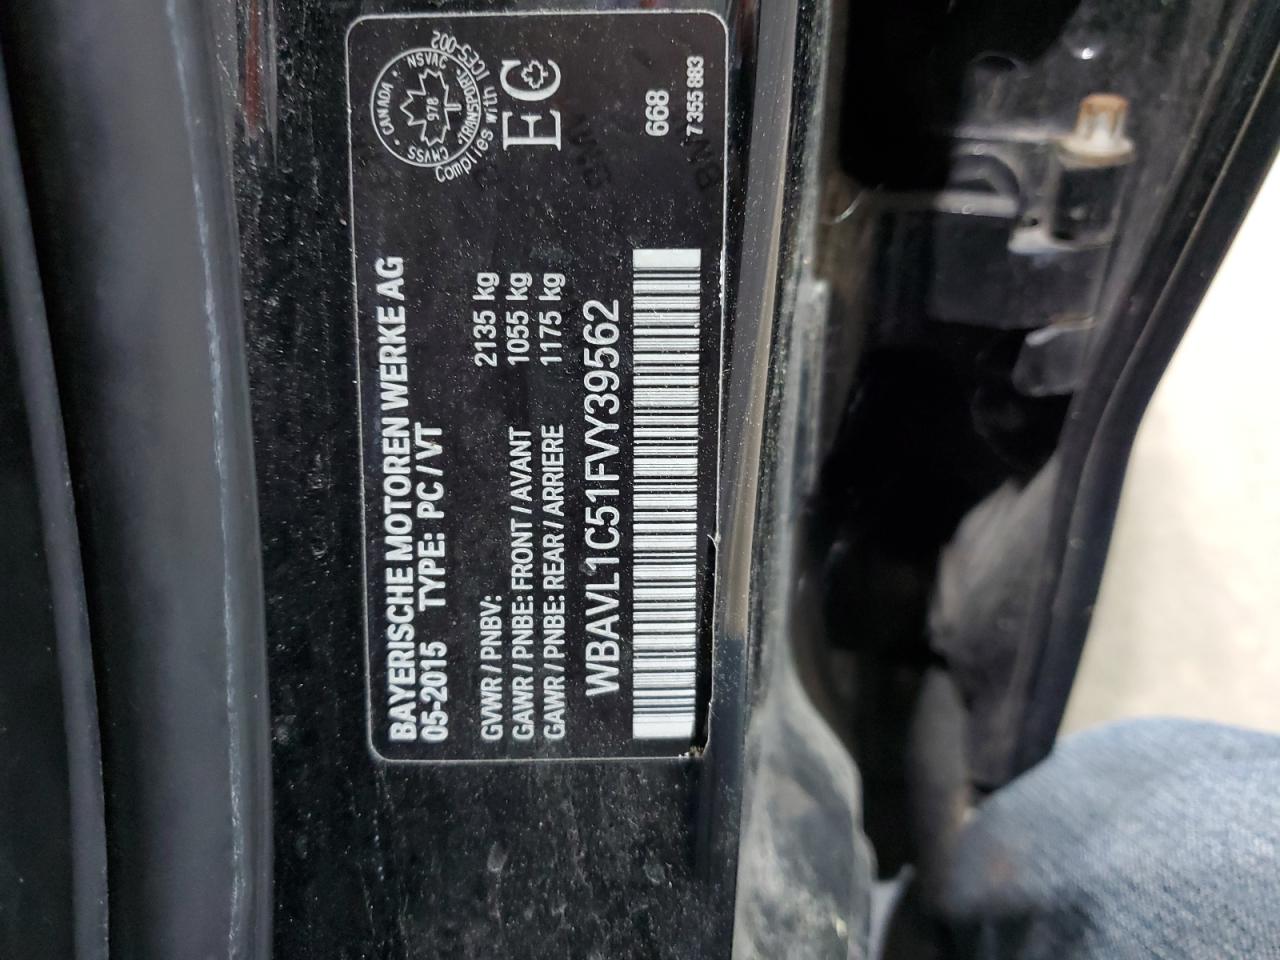 BAYERISCHE MOTOREN WERKE AG
05-2015 TYPE: PC / VT
GVWR / PNBV: 2135 kg
GAWR / PNBE: FRONT / AVANT 1055 kg
GAWR / PNBE: REAR / ARRIERE 1175 kg
WBAVL1C51FVY39562
CANADA · NSVAC · TRANSPORT · CMVSS
978
Complies with ICES-002
EC
668
7 355 883